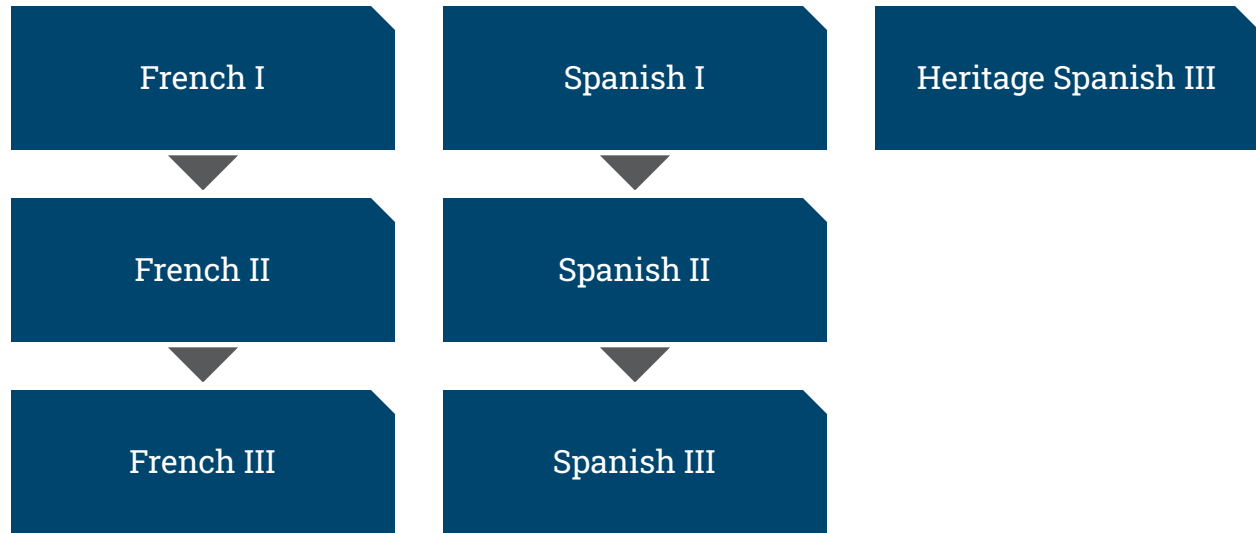 French I
Spanish I
Heritage Spanish III
French II
Spanish II
French III
Spanish III